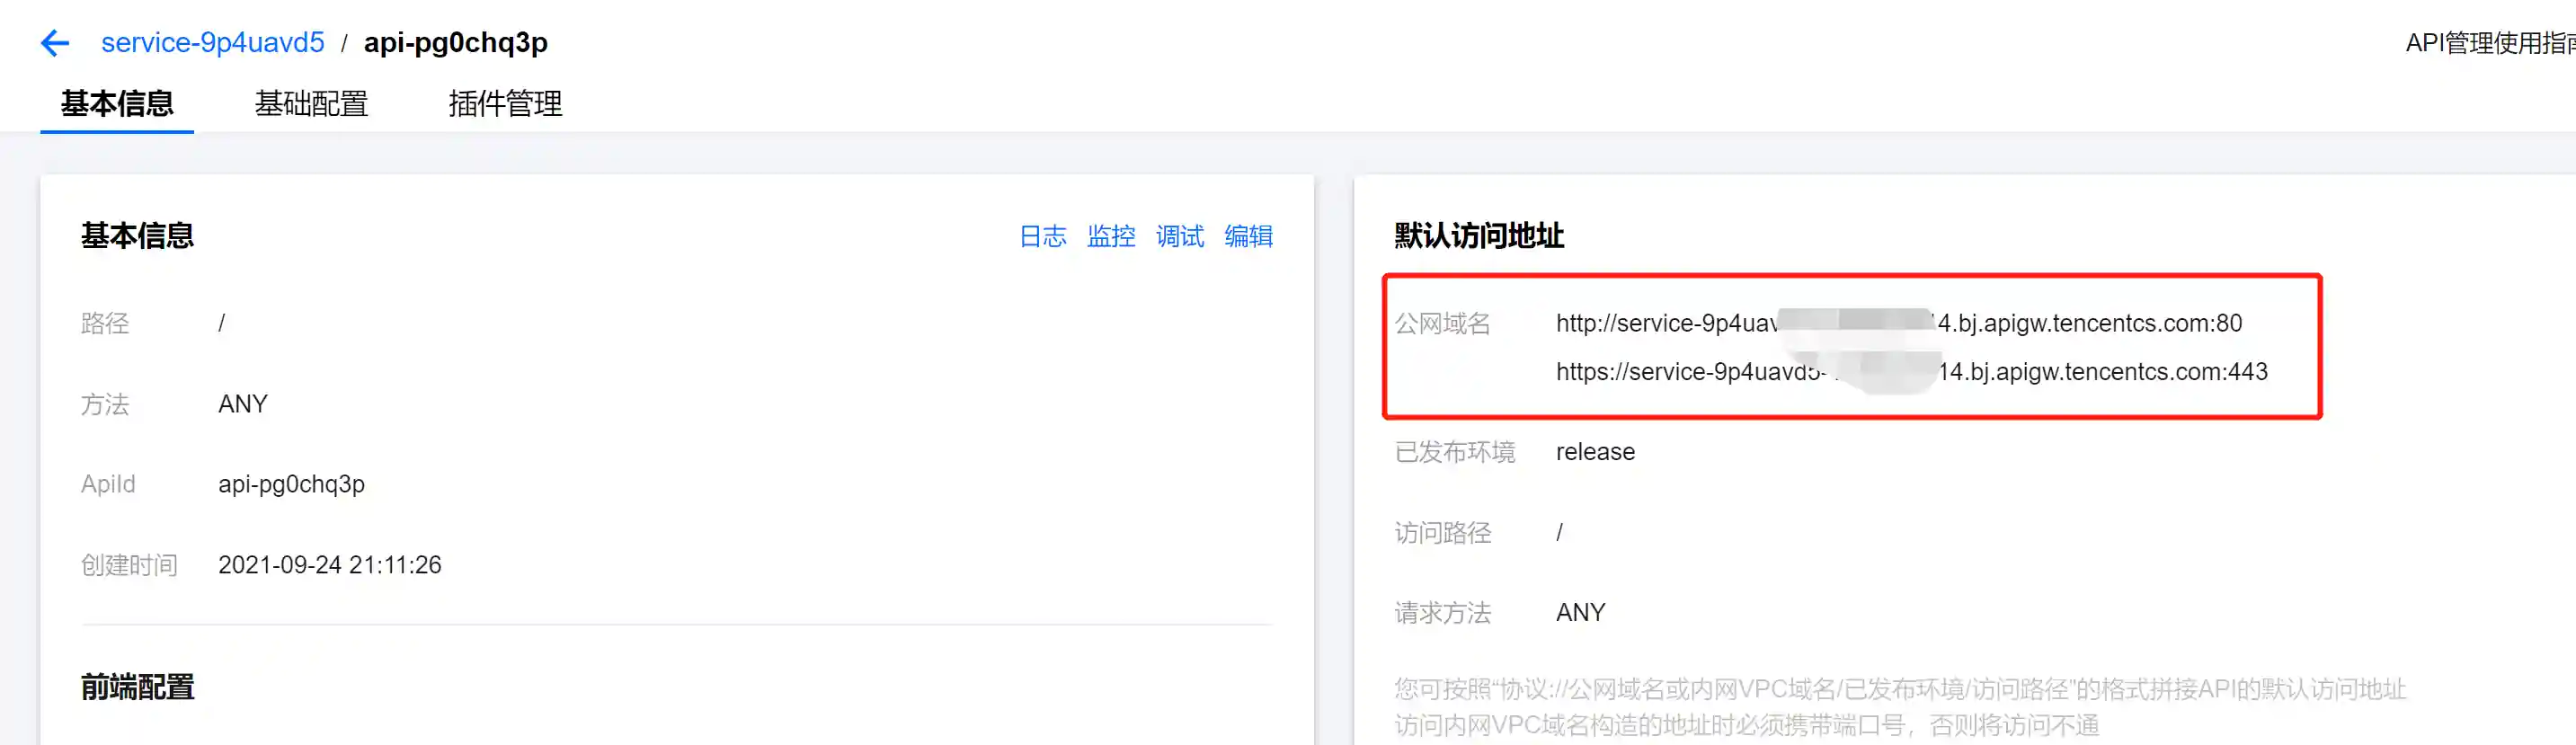 service-9p4uavd5 / api-pg0chq3p
API管理使用指
基本信息 基础配置 插件管理
基本信息
日志 监控 调试 编辑
路径 /
方法 ANY
ApiId api-pg0chq3p
创建时间 2021-09-24 21:11:26
前端配置
默认访问地址
公网域名 http://service-9p4uav 4.bj.apigw.tencentcs.com:80
https://service-9p4uavd5- 14.bj.apigw.tencentcs.com:443
已发布环境 release
访问路径 /
请求方法 ANY
您可按照“协议://公网域名或内网VPC域名/已发布环境/访问路径”的格式拼接API的默认访问地址
访问内网VPC域名构造的地址时必须携带端口号，否则将访问不通